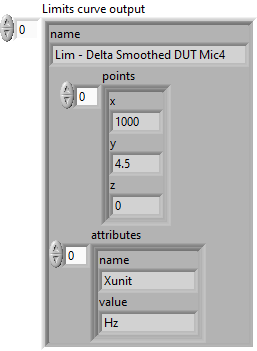 Limits curve output
0
name
Lim - Delta Smoothed DUT Mic4
points
0
x
1000
y
4.5
z
0
attributes
0
name
Xunit
value
Hz